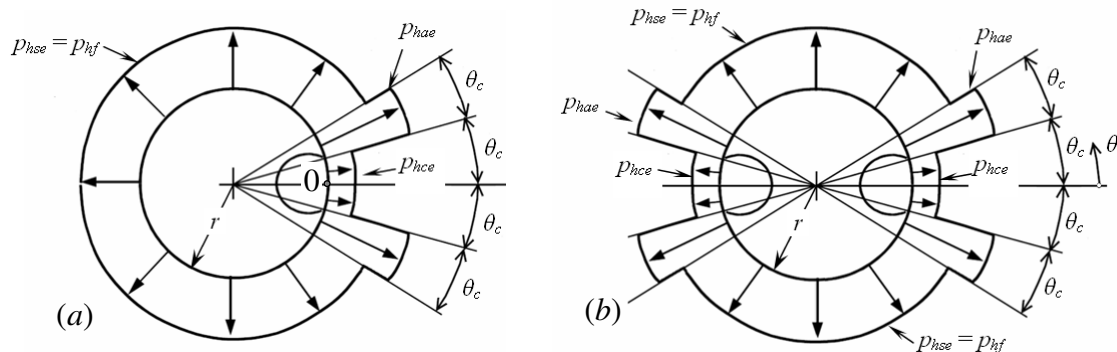 p_hse = p_hf
p_hae
θ_c
θ_c
p_hce
0
θ_c
r
θ_c
(a)
p_hse = p_hf
p_hae
p_hae
θ_c
θ_c
θ
p_hce
p_hce
r
θ_c
θ_c
(b)
p_hse = p_hf